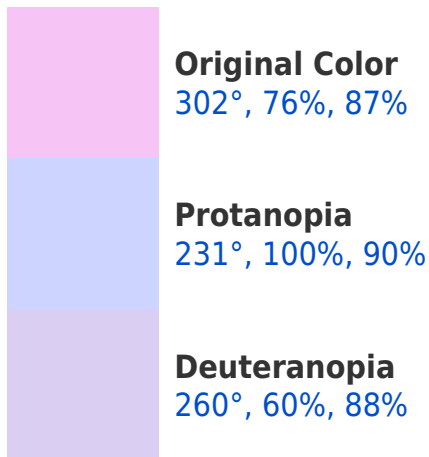 Original Color
302°, 76%, 87%
Protanopia
231°, 100%, 90%
Deuteranopia
260°, 60%, 88%